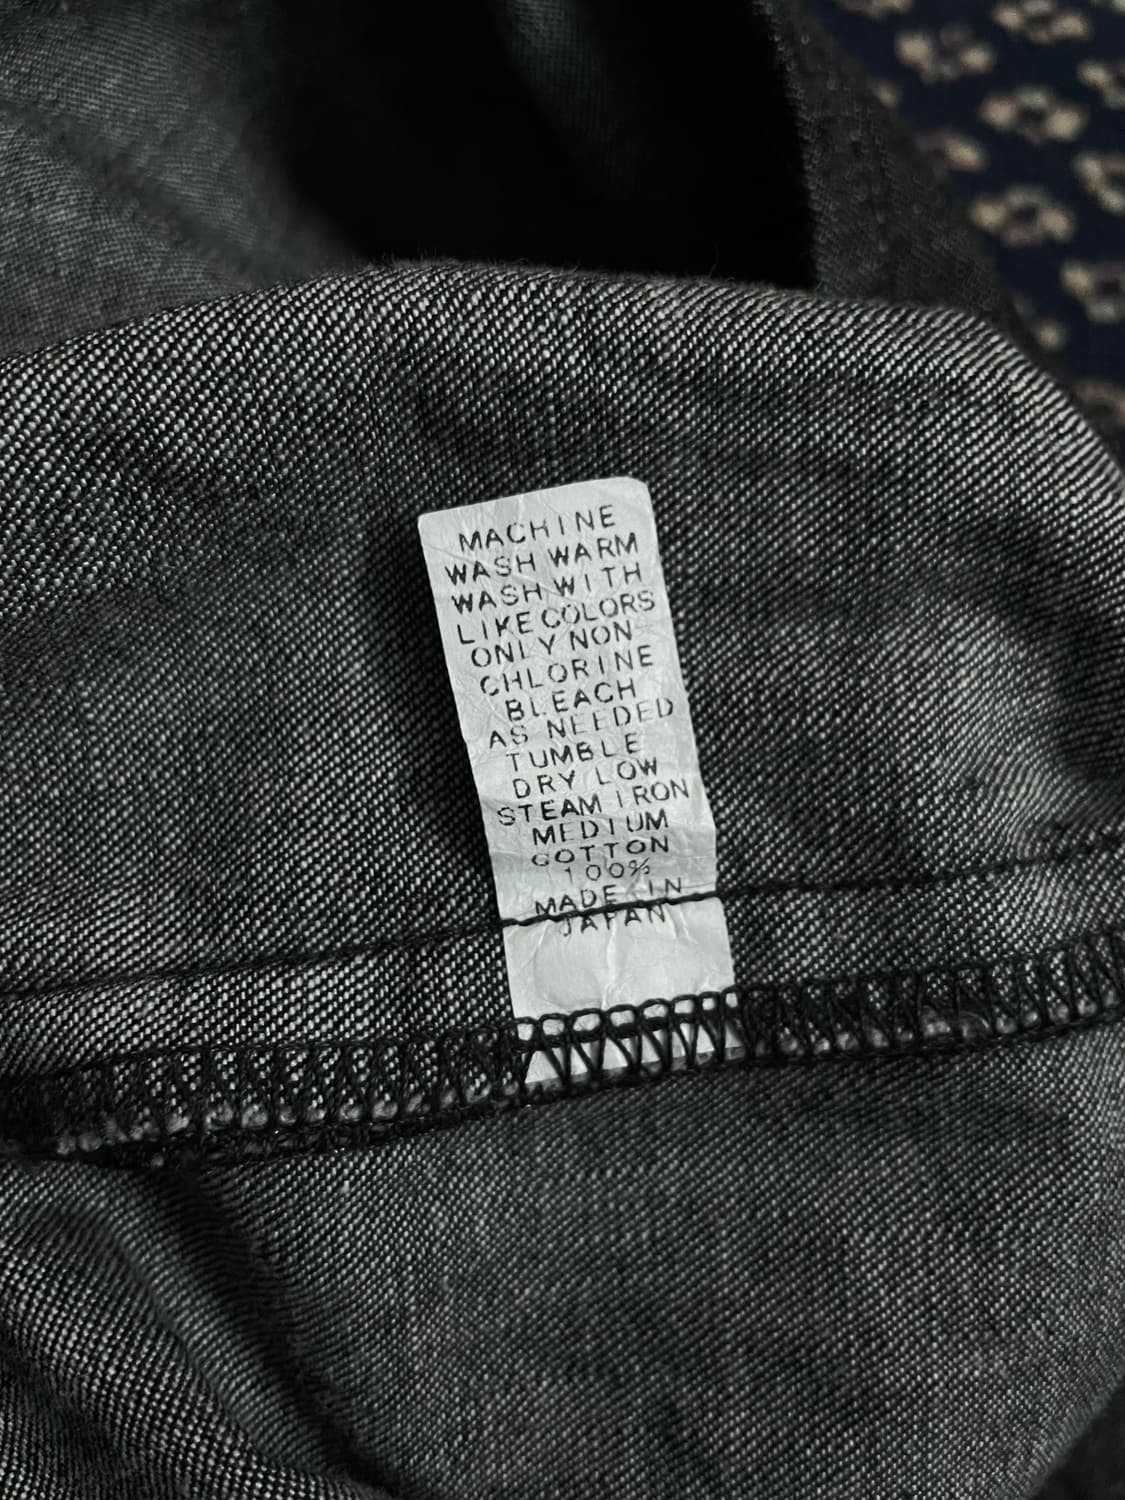 MACHINE
WASH WARM
WASH WITH
LIKE COLORS
ONLY NON
CHLORINE
BLEACH
AS NEEDED
TUMBLE
DRY LOW
STEAM IRON
MEDIUM
COTTON
100%
MADE IN
JAPAN